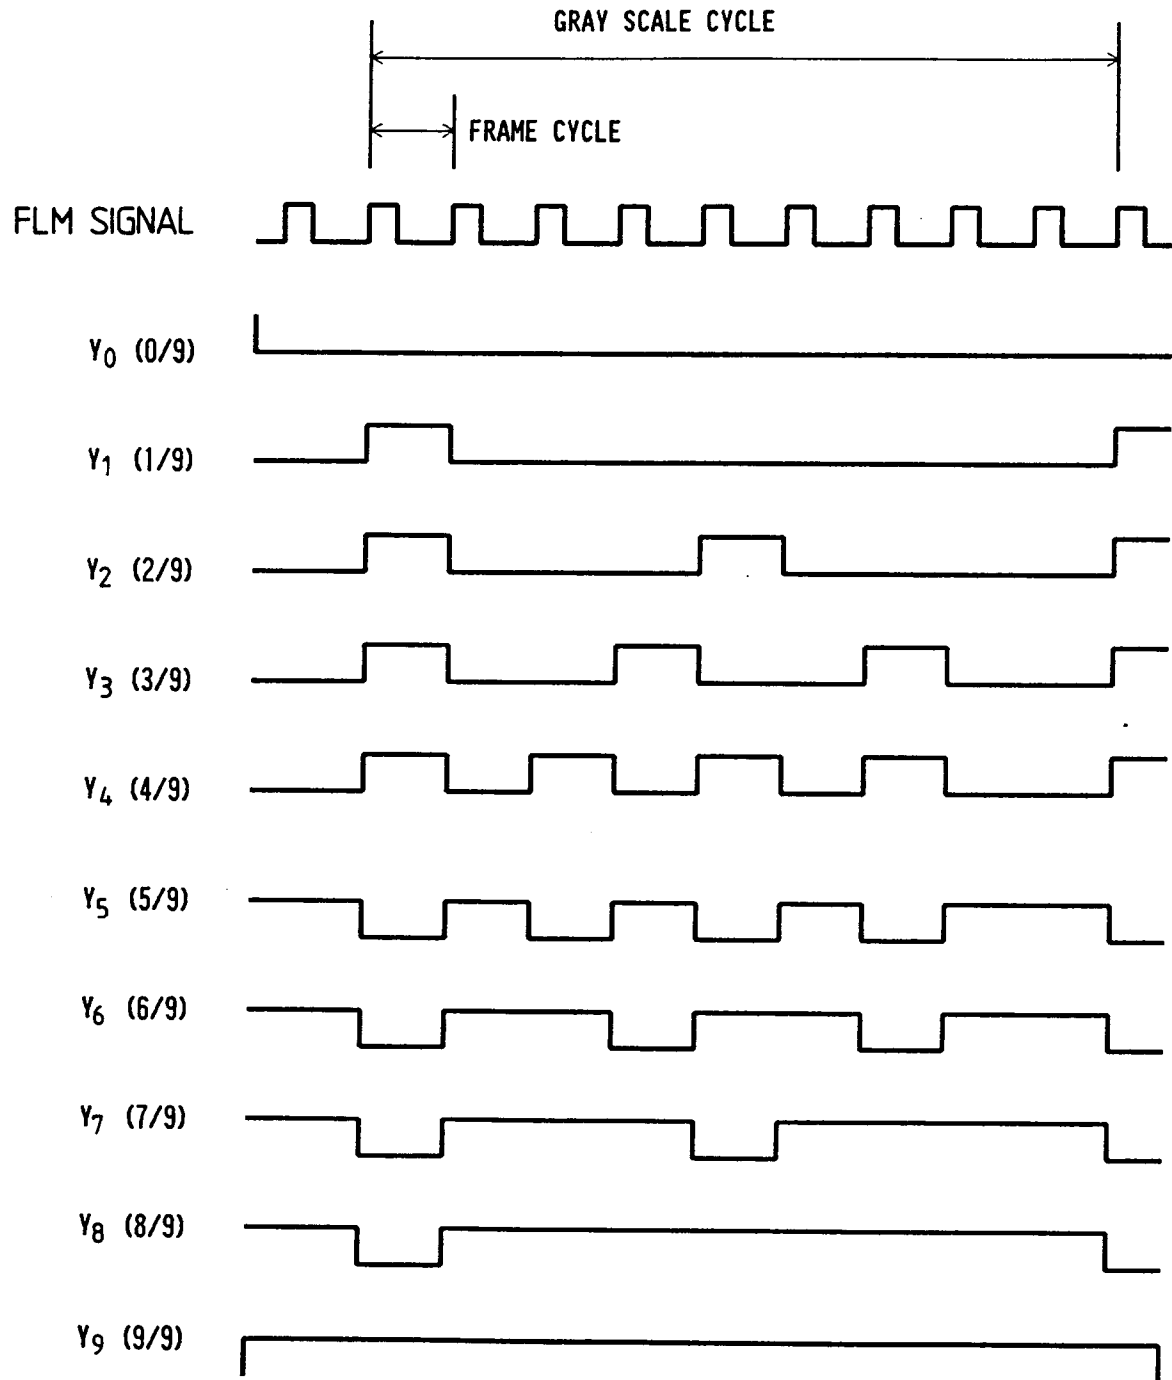 GRAY SCALE CYCLE
FRAME CYCLE
FLM SIGNAL
Y0 (0/9)
Y1 (1/9)
Y2 (2/9)
Y3 (3/9)
Y4 (4/9)
Y5 (5/9)
Y6 (6/9)
Y7 (7/9)
Y8 (8/9)
Y9 (9/9)